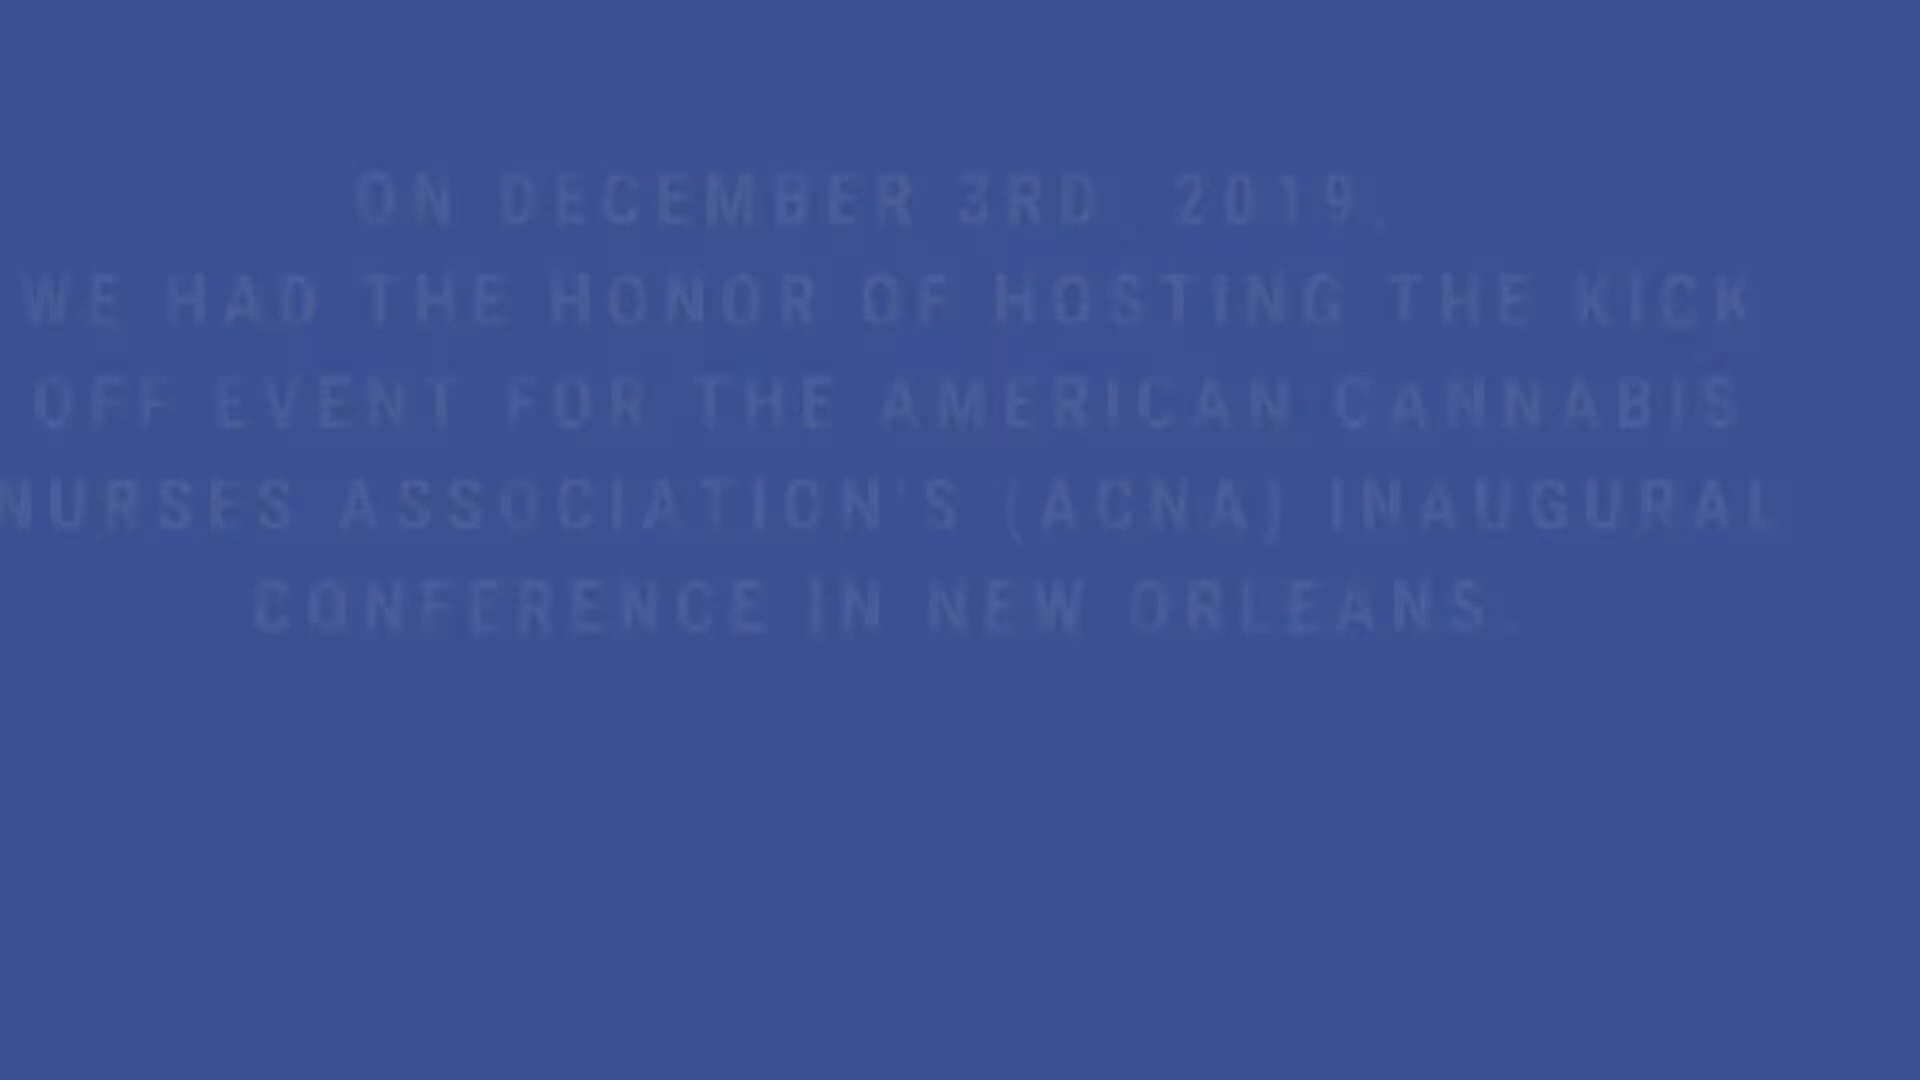 ON DECEMBER 3RD 2019,
WE HAD THE HONOR OF HOSTING THE KICK
OFF EVENT FOR THE AMERICAN CANNABIS
NURSES ASSOCIATION'S (ACNA) INAUGURAL
CONFERENCE IN NEW ORLEANS.